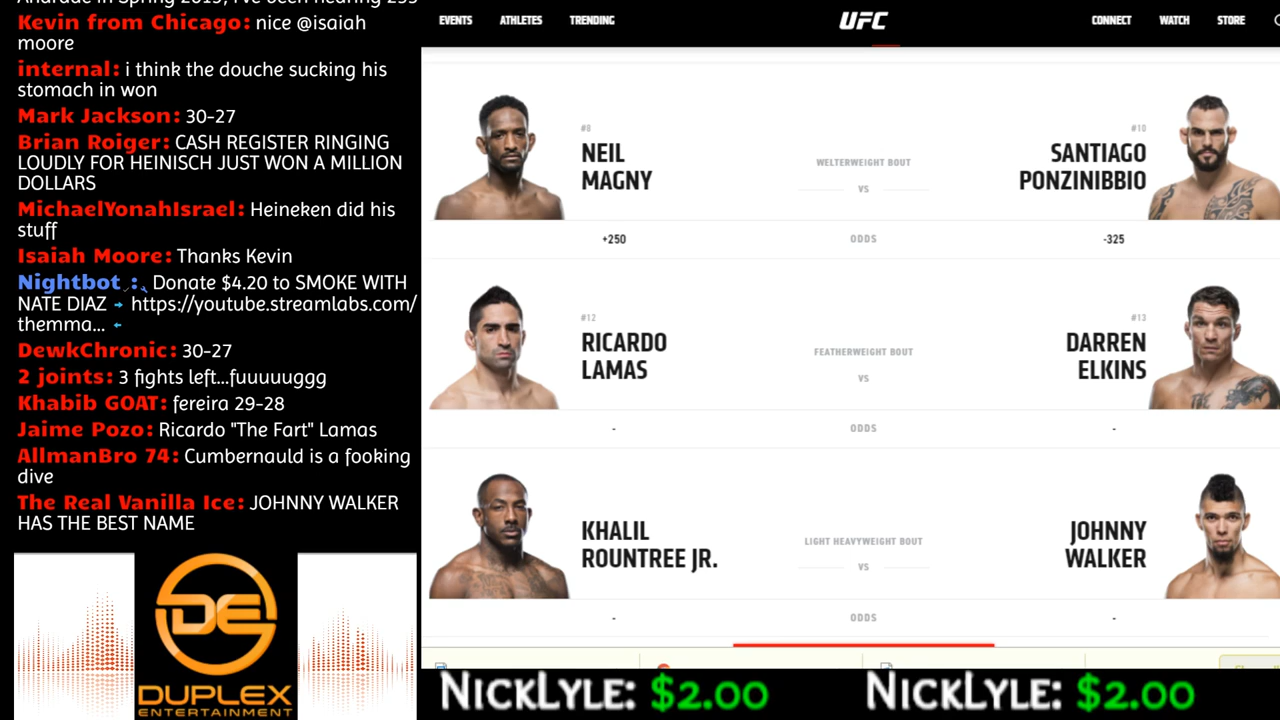 Kevin from Chicago: nice @isaiah
moore
internal: i think the douche sucking his
stomach in won
Mark Jackson: 30-27
Brian Roiger: CASH REGISTER RINGING
LOUDLY FOR HEINISCH JUST WON A MILLION
DOLLARS
MichaelYonahIsrael: Heineken did his
stuff
Isaiah Moore: Thanks Kevin
Nightbot : Donate $4.20 to SMOKE WITH
NATE DIAZ → https://youtube.streamlabs.com/
themma... ←
DewkChronic: 30-27
2 joints: 3 fights left...fuuuuuggg
Khabib GOAT: fereira 29-28
Jaime Pozo: Ricardo "The Fart" Lamas
AllmanBro 74: Cumbernauld is a fooking
dive
The Real Vanilla Ice: JOHNNY WALKER
HAS THE BEST NAME
DE
DUPLEX
ENTERTAINMENT
EVENTS ATHLETES TRENDING UFC CONNECT WATCH STORE
#8 #10
NEIL SANTIAGO
MAGNY WELTERWEIGHT BOUT PONZINIBBIO
VS
+250 ODDS -325
#12 #13
RICARDO DARREN
LAMAS FEATHERWEIGHT BOUT ELKINS
VS
- ODDS -
KHALIL JOHNNY
ROUNTREE JR. LIGHT HEAVYWEIGHT BOUT WALKER
VS
- ODDS -
NICKLYLE: $2.00 NICKLYLE: $2.00